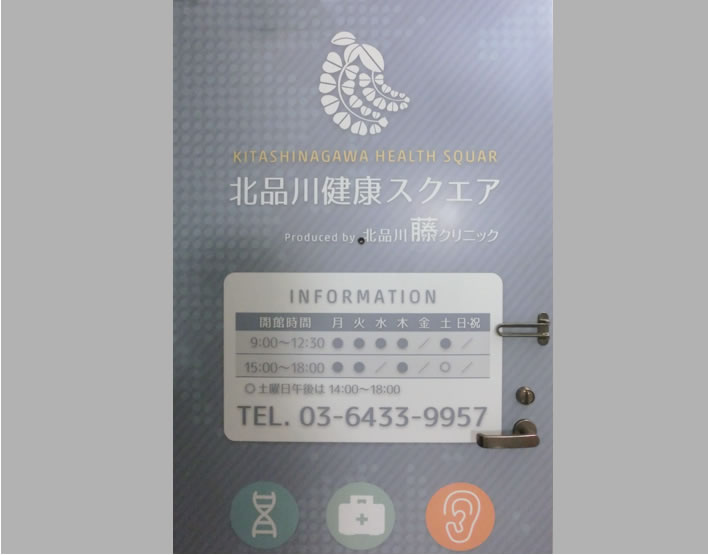 KITASHINAGAWA HEALTH SQUAR
北品川健康スクエア
Produced by 北品川藤クリニック
INFORMATION
開館時間 月 火 水 木 金 土 日・祝
9:00〜12:30 ● ● ● ● ／ ● ／
15:00〜18:00 ● ● ／ ● ／ ○ ／
○土曜日午後は 14:00〜18:00
TEL. 03-6433-9957